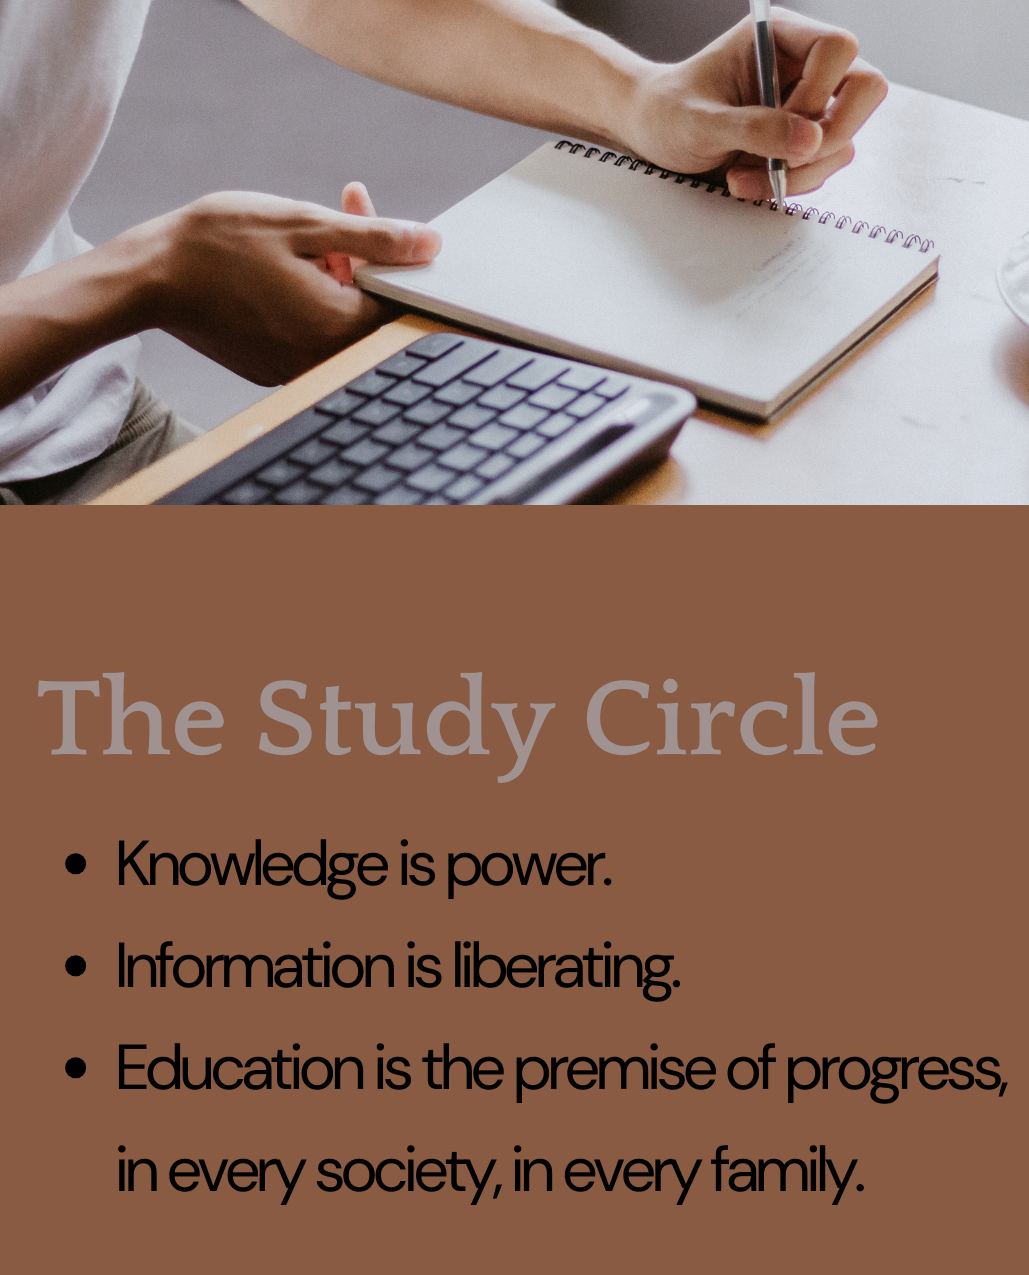 The Study Circle
• Knowledge is power.
• Information is liberating.
• Education is the premise of progress,
in every society, in every family.